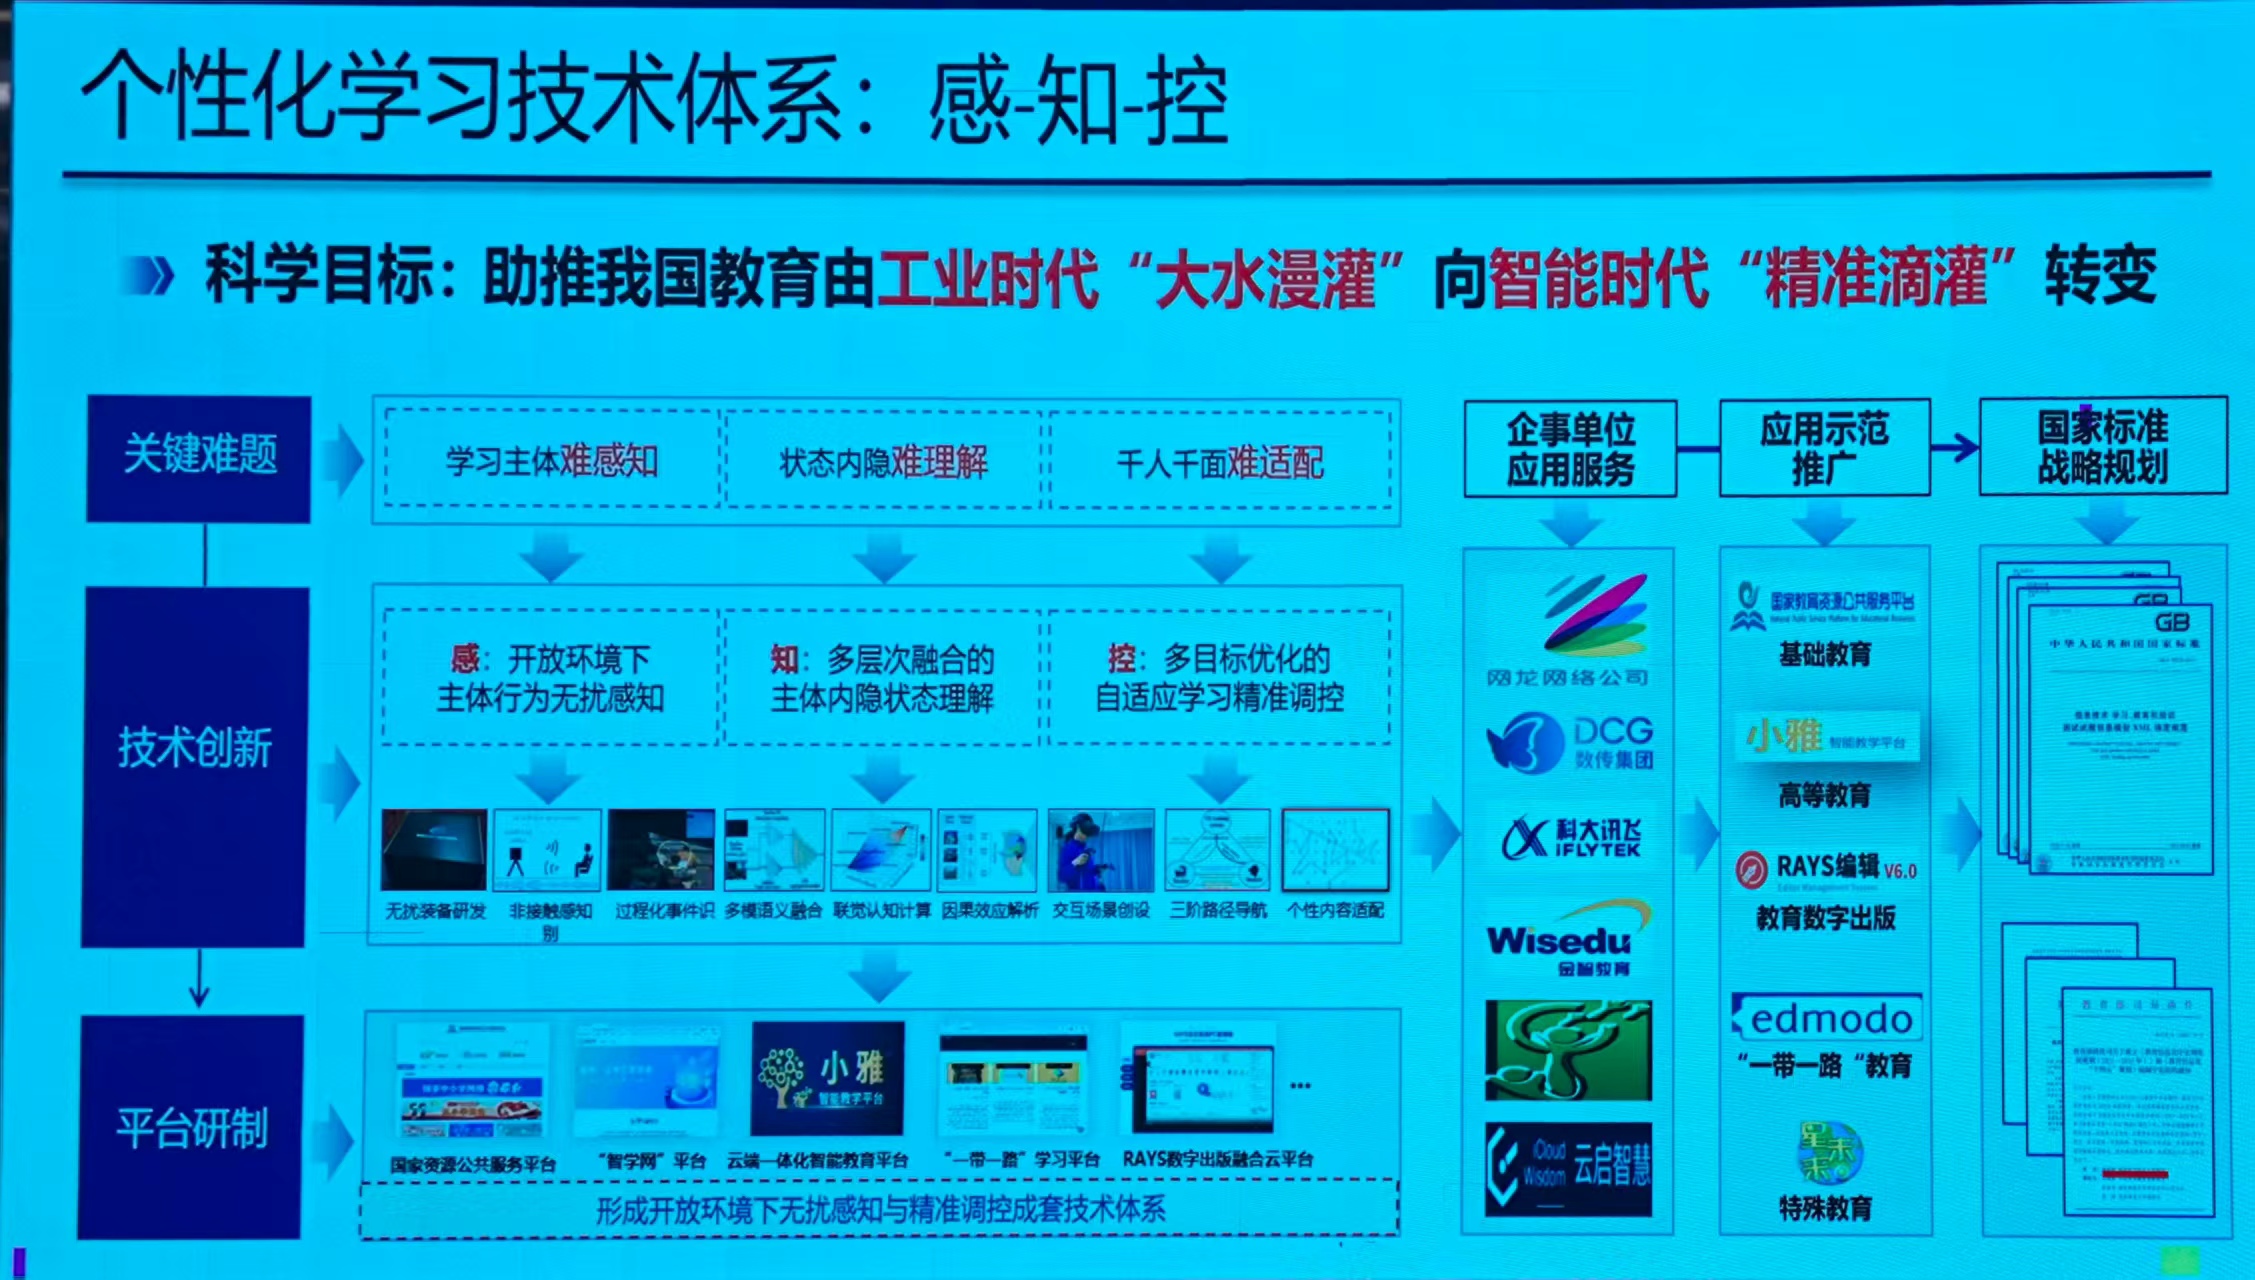 个性化学习技术体系：感-知-控
科学目标：助推我国教育由工业时代“大水漫灌”向智能时代“精准滴灌”转变
关键难题
学习主体难感知
状态内隐难理解
千人千面难适配
技术创新
感：开放环境下
主体行为无扰感知
知：多层次融合的
主体内隐状态理解
控：多目标优化的
自适应学习精准调控
无扰装备研发
非接触感知
过程化事件识
别
多模语义融合
联觉认知计算
因果效应解析
交互场景创设
三阶路径导航
个性内容适配
平台研制
小雅
智能教学平台
国家资源公共服务平台
“智学网”平台
云端一体化智能教育平台
“一带一路”学习平台
RAYS数字出版融合云平台
...
形成开放环境下无扰感知与精准调控成套技术体系
企事单位
应用服务
网龙网络公司
DCG
数传集团
科大讯飞
IFLYTEK
Wisedu
金智教育
iCloud
Wisdom
云启智慧
应用示范
推广
国家教育资源公共服务平台
National Public Service Platform for Educational Resources
基础教育
小雅 智能教学平台
高等教育
RAYS编辑 V6.0
教育数字出版
edmodo
“一带一路“教育
星未来
特殊教育
国家标准
战略规划
GB
中华人民共和国国家标准